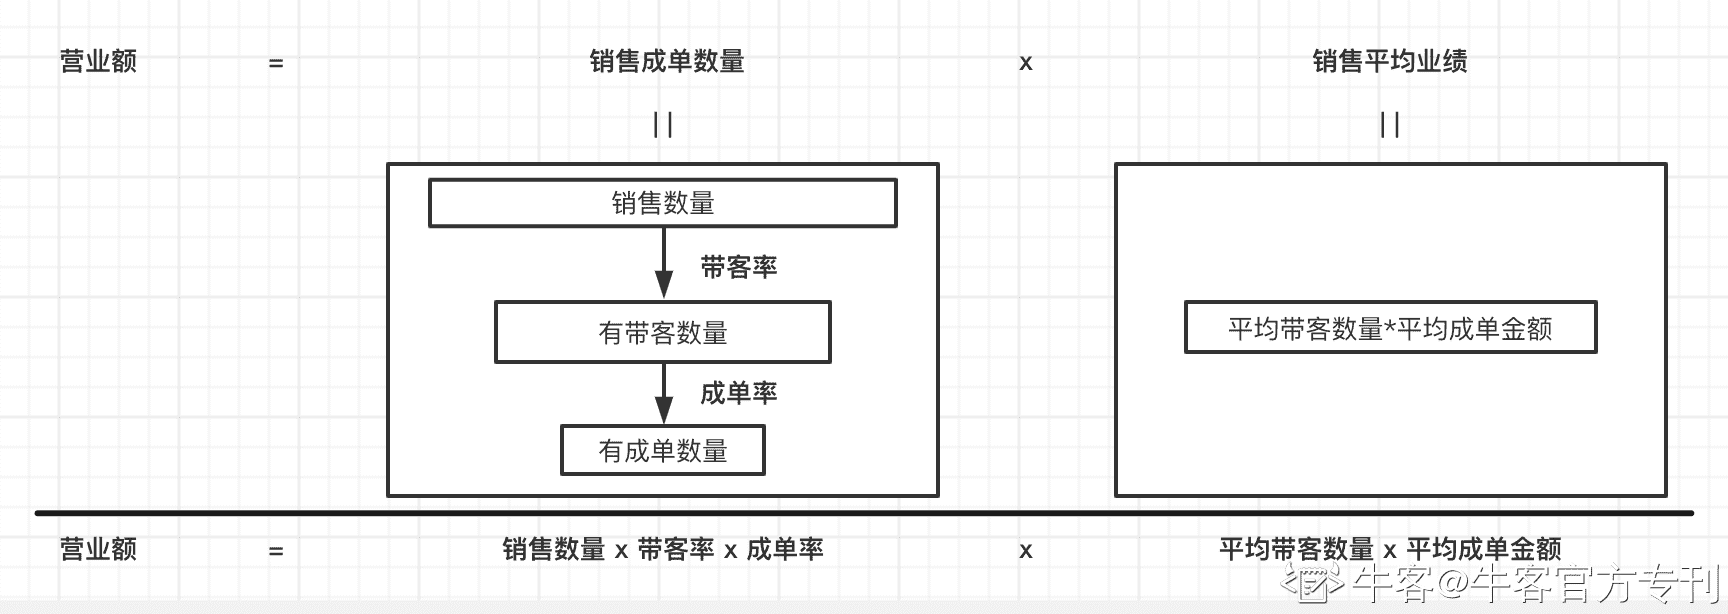 营业额 = 销售成单数量 x 销售平均业绩
|| ||
销售数量
带客率
有带客数量
平均带客数量*平均成单金额
成单率
有成单数量
营业额 = 销售数量 x 带客率 x 成单率 x 平均带客数量 x 平均成单金额
牛客@牛客官方专刊